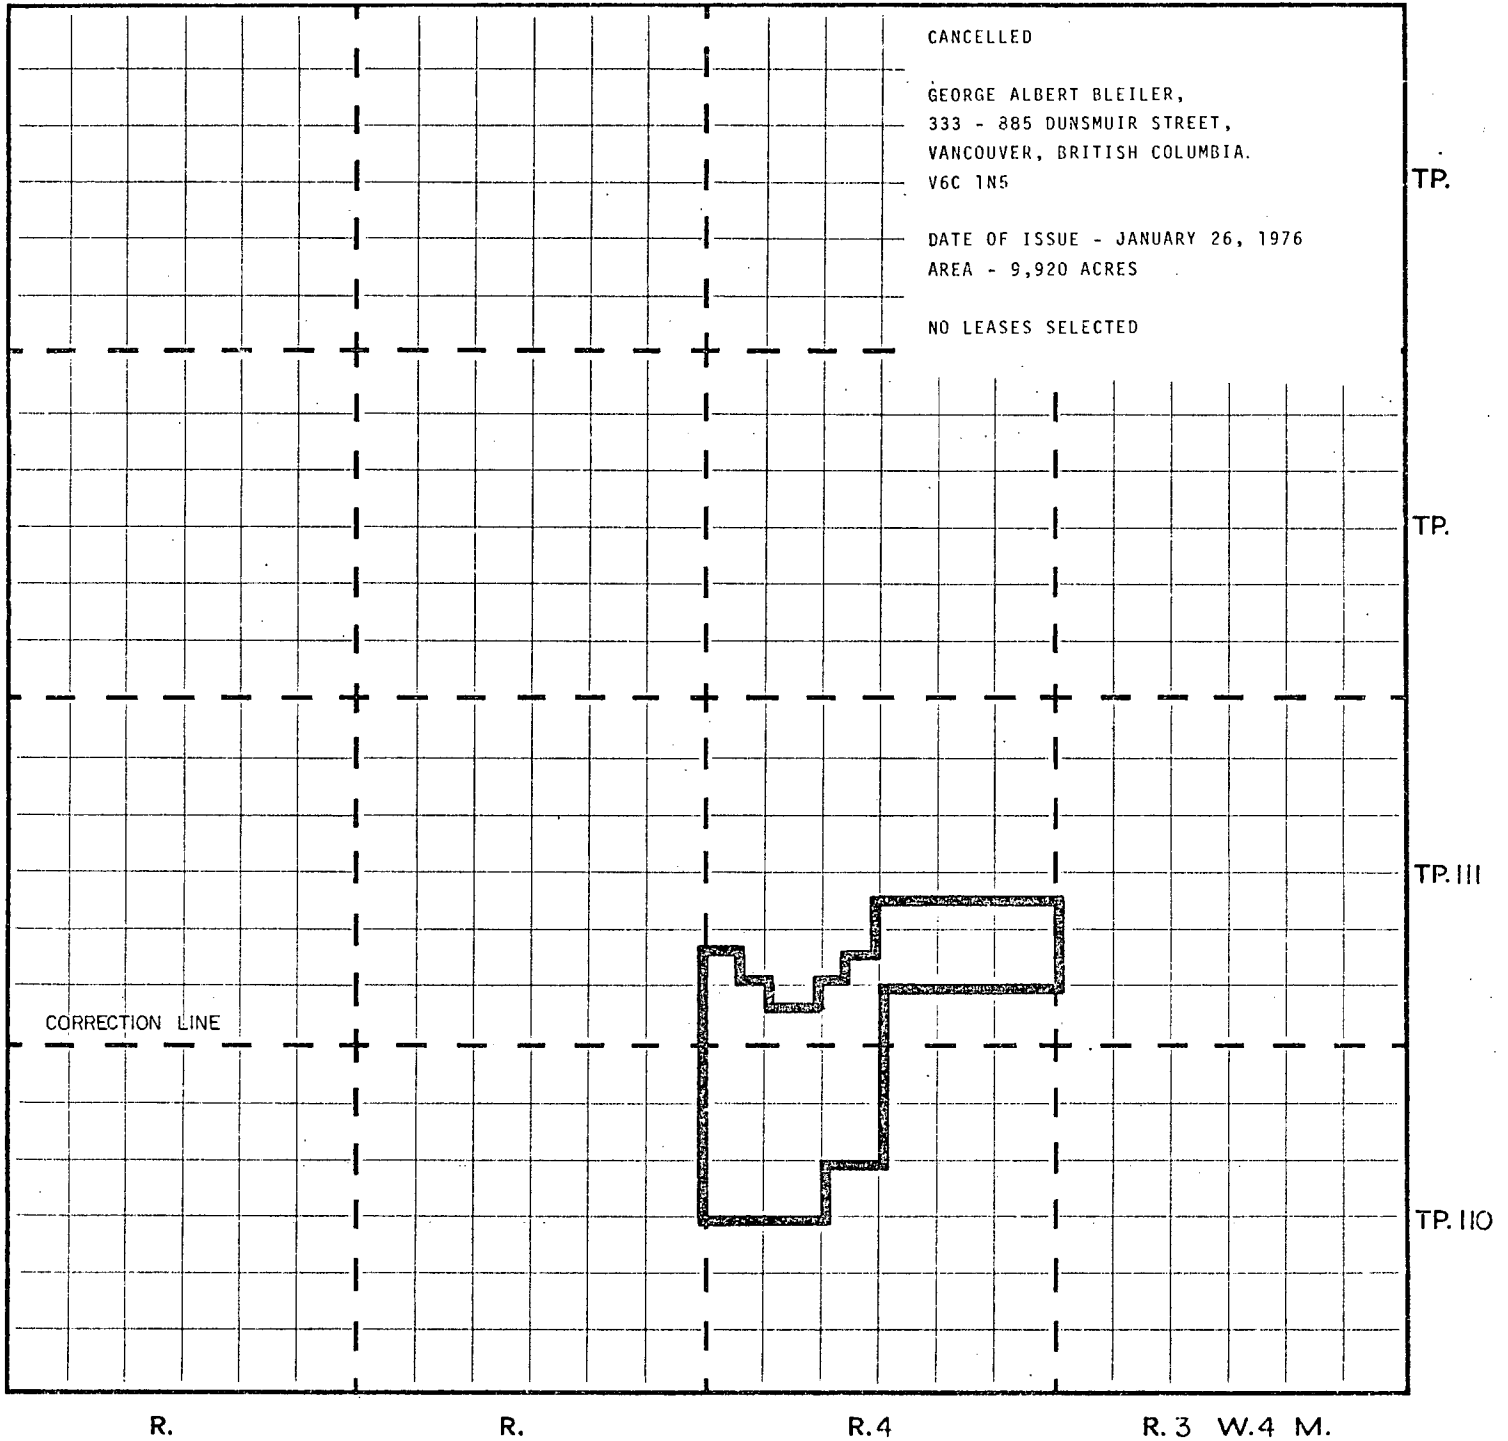 CANCELLED
GEORGE ALBERT BLEILER,
333 - 885 DUNSMUIR STREET,
VANCOUVER, BRITISH COLUMBIA.
V6C 1N5
DATE OF ISSUE - JANUARY 26, 1976
AREA - 9,920 ACRES
NO LEASES SELECTED
TP.
TP.
TP. 111
CORRECTION LINE
TP. 110
R. R. R. 4 R. 3 W. 4 M.